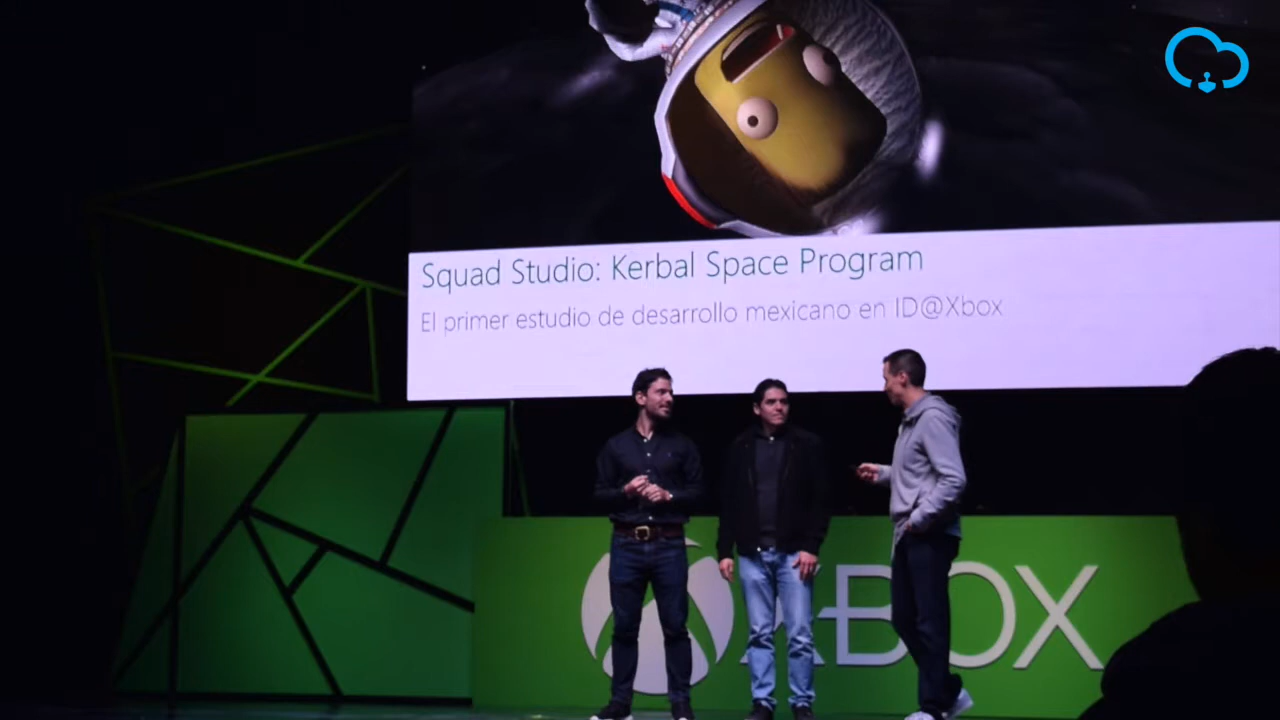 Squad Studio: Kerbal Space Program
El primer estudio de desarrollo mexicano en ID@Xbox
XBOX